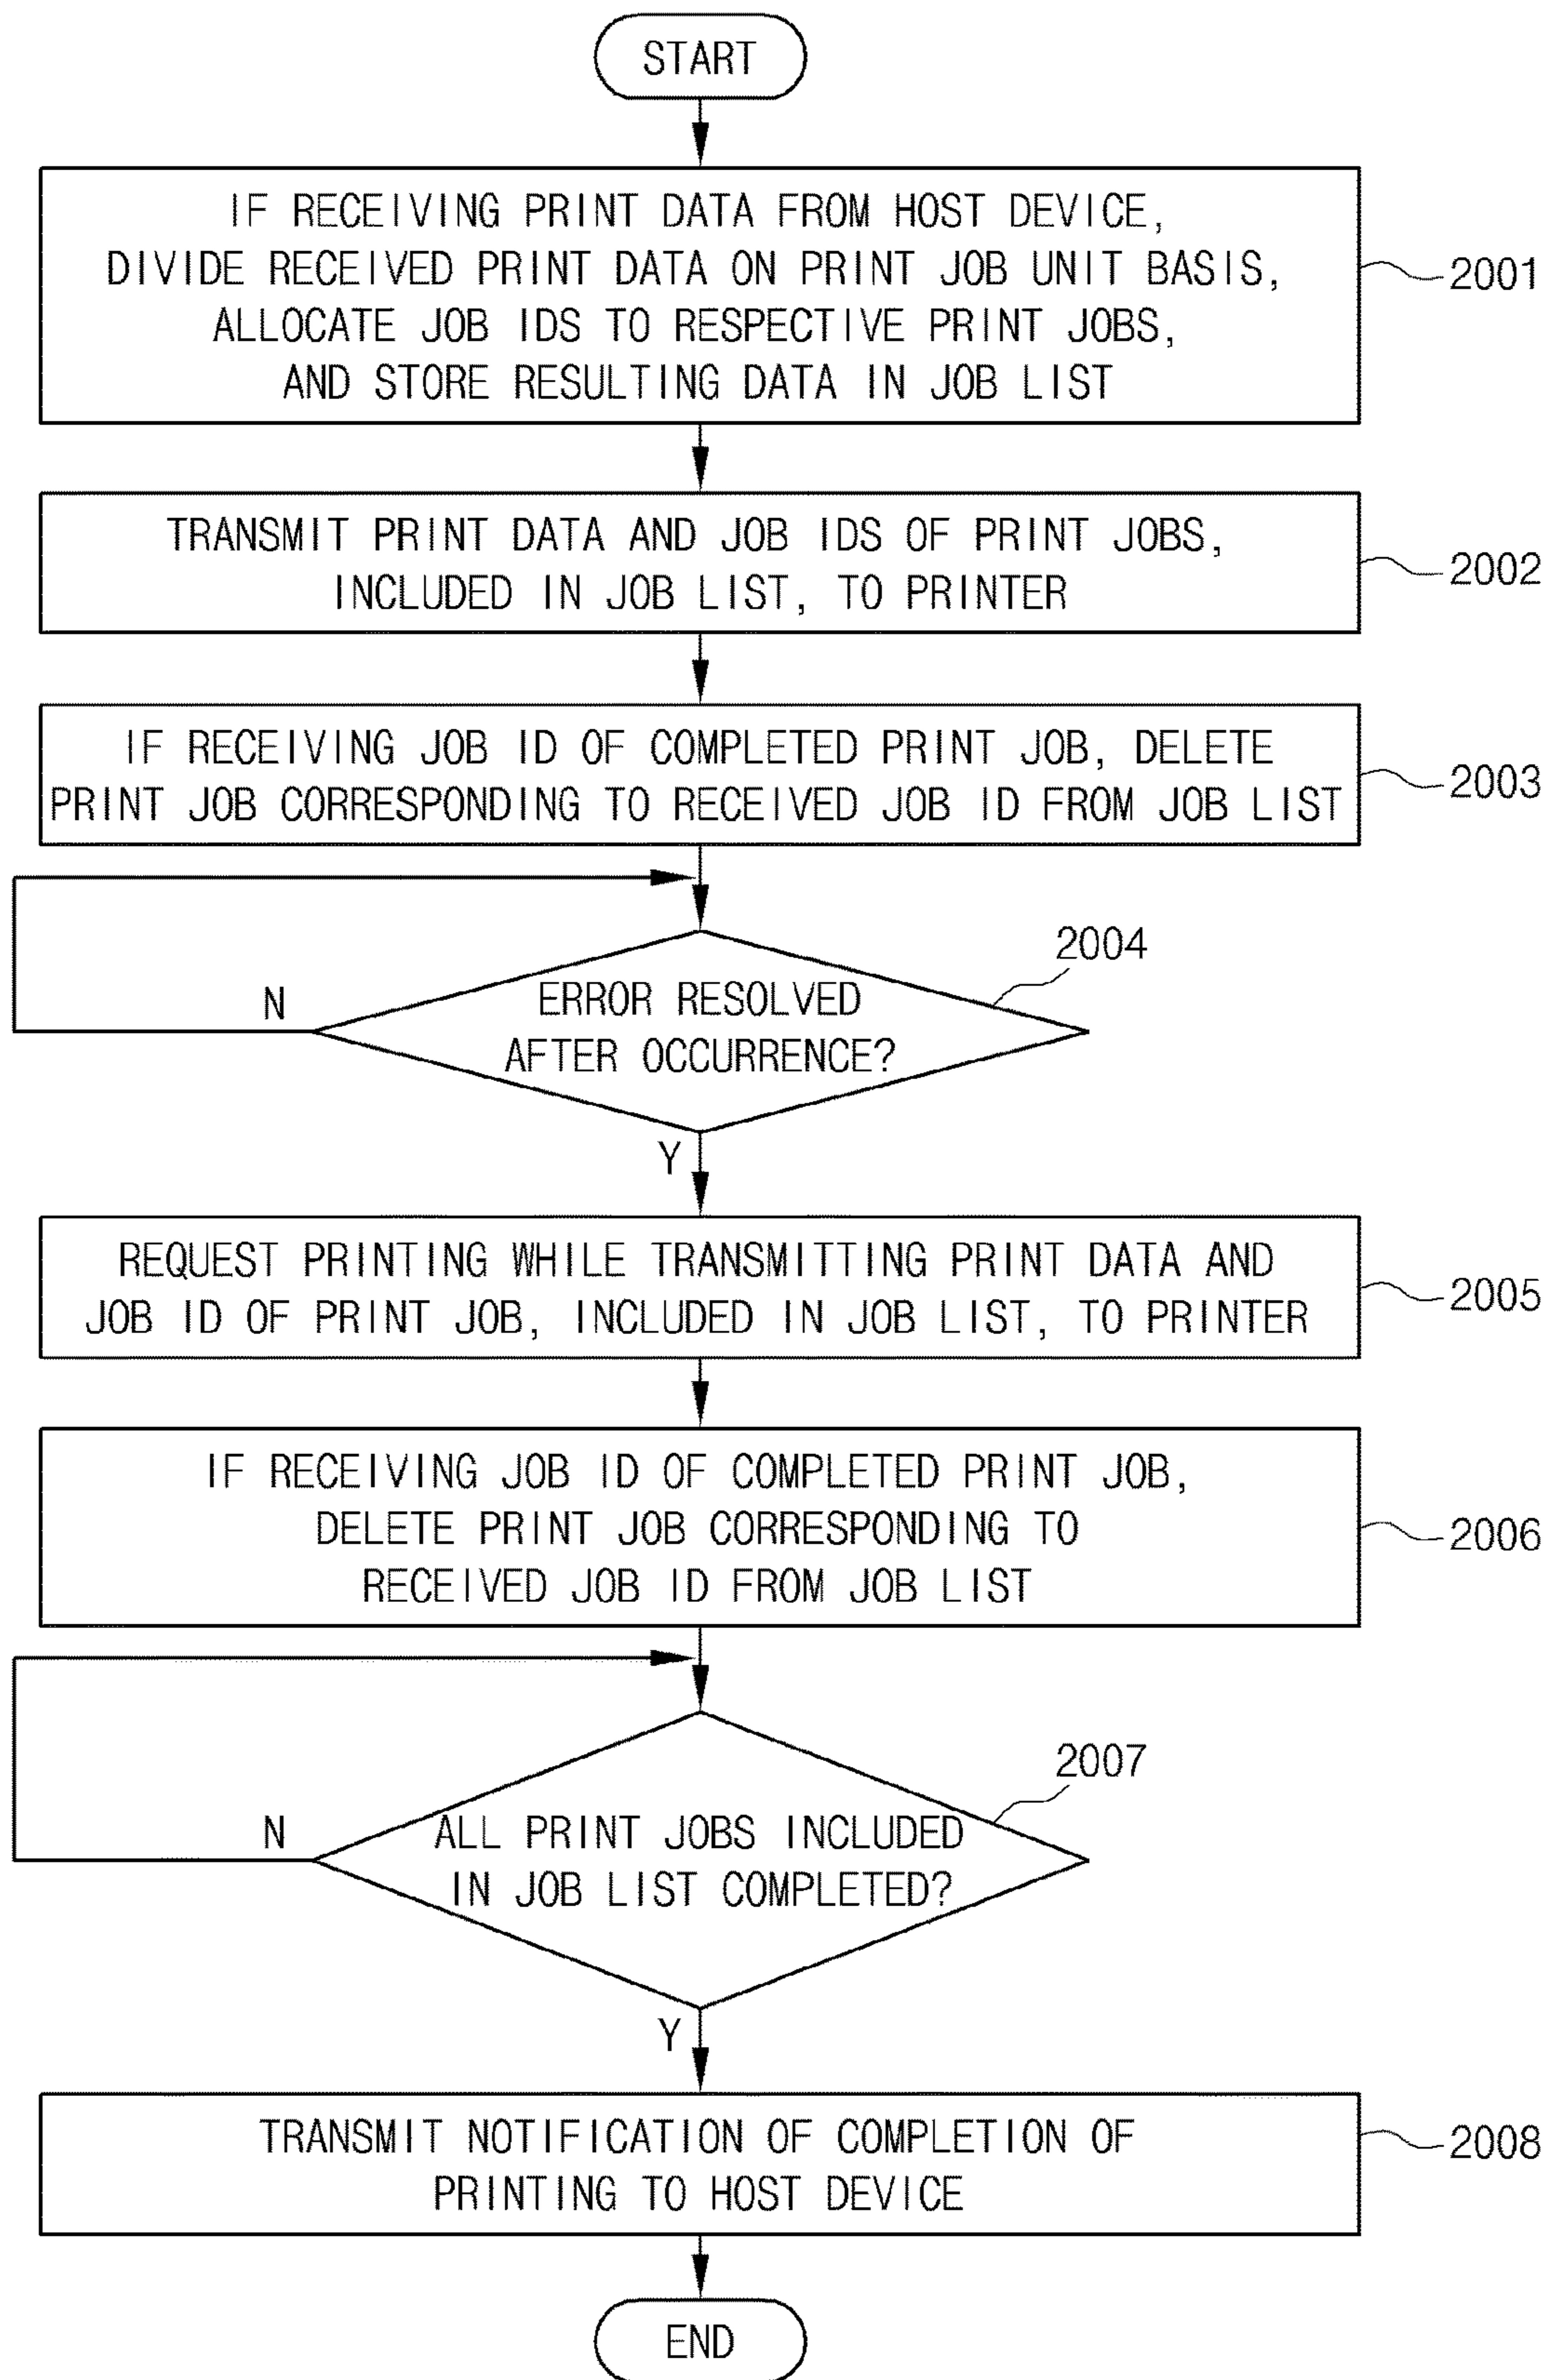 START
IF RECEIVING PRINT DATA FROM HOST DEVICE,
DIVIDE RECEIVED PRINT DATA ON PRINT JOB UNIT BASIS,
ALLOCATE JOB IDS TO RESPECTIVE PRINT JOBS,
AND STORE RESULTING DATA IN JOB LIST
2001
TRANSMIT PRINT DATA AND JOB IDS OF PRINT JOBS,
INCLUDED IN JOB LIST, TO PRINTER
2002
IF RECEIVING JOB ID OF COMPLETED PRINT JOB, DELETE
PRINT JOB CORRESPONDING TO RECEIVED JOB ID FROM JOB LIST
2003
2004
N
ERROR RESOLVED
AFTER OCCURRENCE?
Y
REQUEST PRINTING WHILE TRANSMITTING PRINT DATA AND
JOB ID OF PRINT JOB, INCLUDED IN JOB LIST, TO PRINTER
2005
IF RECEIVING JOB ID OF COMPLETED PRINT JOB,
DELETE PRINT JOB CORRESPONDING TO
RECEIVED JOB ID FROM JOB LIST
2006
2007
N
ALL PRINT JOBS INCLUDED
IN JOB LIST COMPLETED?
Y
TRANSMIT NOTIFICATION OF COMPLETION OF
PRINTING TO HOST DEVICE
2008
END